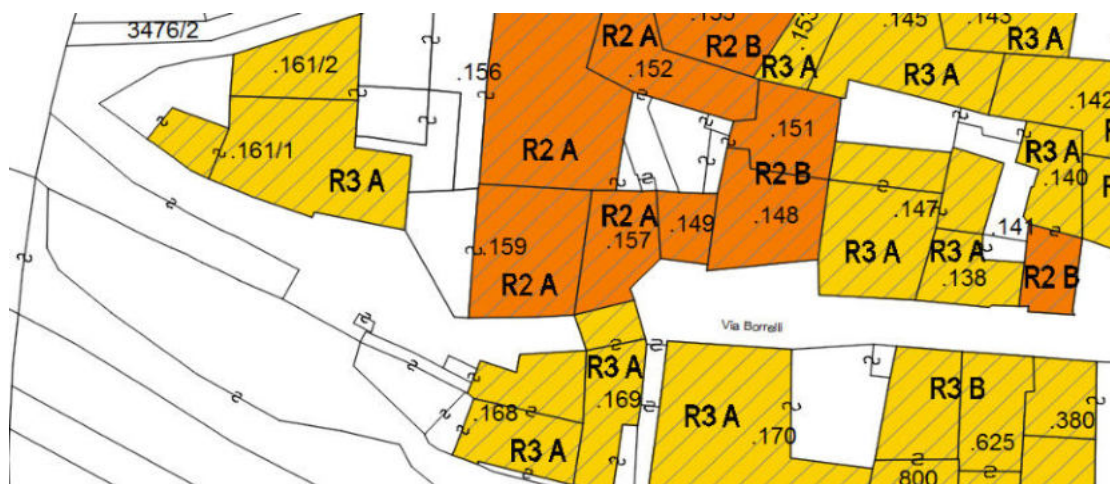 3476/2
.161/2
.156
R2 A
.152
R2 B
.153
R3 A
.145
R3 A
R3 A
.142
.161/1
R3 A
R2 A
.151
R2 B
R3 A
.140
.159
R2 A
R2 A
.157
.149
.148
.147
R3 A
R3 A
.138
.141
R2 B
Via Borrelli
R3 A
.169
.168
R3 A
R3 A
.170
R3 B
.625
.380
800